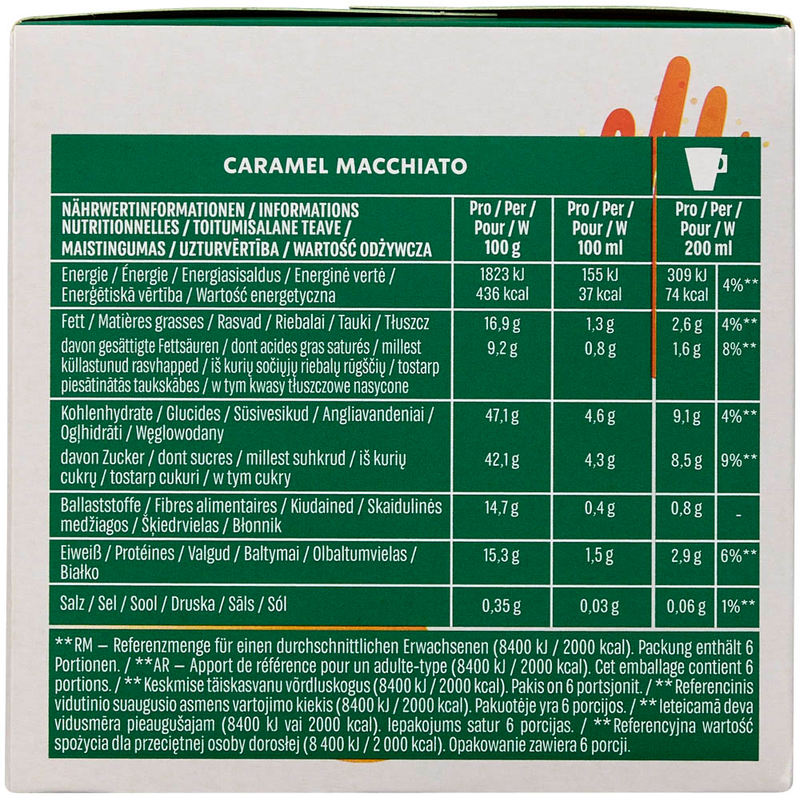 CARAMEL MACCHIATO
NÄHRWERTINFORMATIONEN / INFORMATIONS
NUTRITIONNELLES / TOITUMISALANE TEAVE /
MAISTINGUMAS / UZTURVĒRTĪBA / WARTOŚĆ ODŻYWCZA
Pro / Per /
Pour / W
100 g
Pro / Per /
Pour / W
100 ml
Pro / Per /
Pour / W
200 ml
Energie / Énergie / Energiasisaldus / Energinė vertė /
Enerģētiskā vērtība / Wartość energetyczna
1823 kJ
436 kcal
155 kJ
37 kcal
309 kJ
74 kcal
4%**
Fett / Matières grasses / Rasvad / Riebalai / Tauki / Tłuszcz
16,9 g
1,3 g
2,6 g
4%**
davon gesättigte Fettsäuren / dont acides gras saturés / millest
küllastunud rasvhapped / iš kurių sočiųjų riebalų rūgščių / tostarp
piesātinātās taukskābes / w tym kwasy tłuszczowe nasycone
9,2 g
0,8 g
1,6 g
8%**
Kohlenhydrate / Glucides / Süsivesikud / Angliavandeniai /
Ogļhidrāti / Węglowodany
47,1 g
4,6 g
9,1 g
4%**
davon Zucker / dont sucres / millest suhkrud / iš kurių
cukrų / tostarp cukuri / w tym cukry
42,1 g
4,3 g
8,5 g
9%**
Ballaststoffe / Fibres alimentaires / Kiudained / Skaidulinės
medžiagos / Šķiedrvielas / Błonnik
14,7 g
0,4 g
0,8 g
-
Eiweiß / Protéines / Valgud / Baltymai / Olbaltumvielas /
Białko
15,3 g
1,5 g
2,9 g
6%**
Salz / Sel / Sool / Druska / Sāls / Sól
0,35 g
0,03 g
0,06 g
1%**
**RM – Referenzmenge für einen durchschnittlichen Erwachsenen (8400 kJ / 2000 kcal). Packung enthält 6
Portionen. / **AR – Apport de référence pour un adulte-type (8400 kJ / 2000 kcal). Cet emballage contient 6
portions. / **Keskmise täiskasvanu võrdluskogus (8400 kJ / 2000 kcal). Pakis on 6 portsjonit. / **Referencinis
vidutinio suaugusio asmens vartojimo kiekis (8400 kJ / 2000 kcal). Pakuotėje yra 6 porcijos. / **Ieteicamā deva
vidusmēra pieaugušajam (8400 kJ vai 2000 kcal). Iepakojums satur 6 porcijas. / **Referencyjna wartość
spożycia dla przeciętnej osoby dorosłej (8 400 kJ / 2 000 kcal). Opakowanie zawiera 6 porcji.